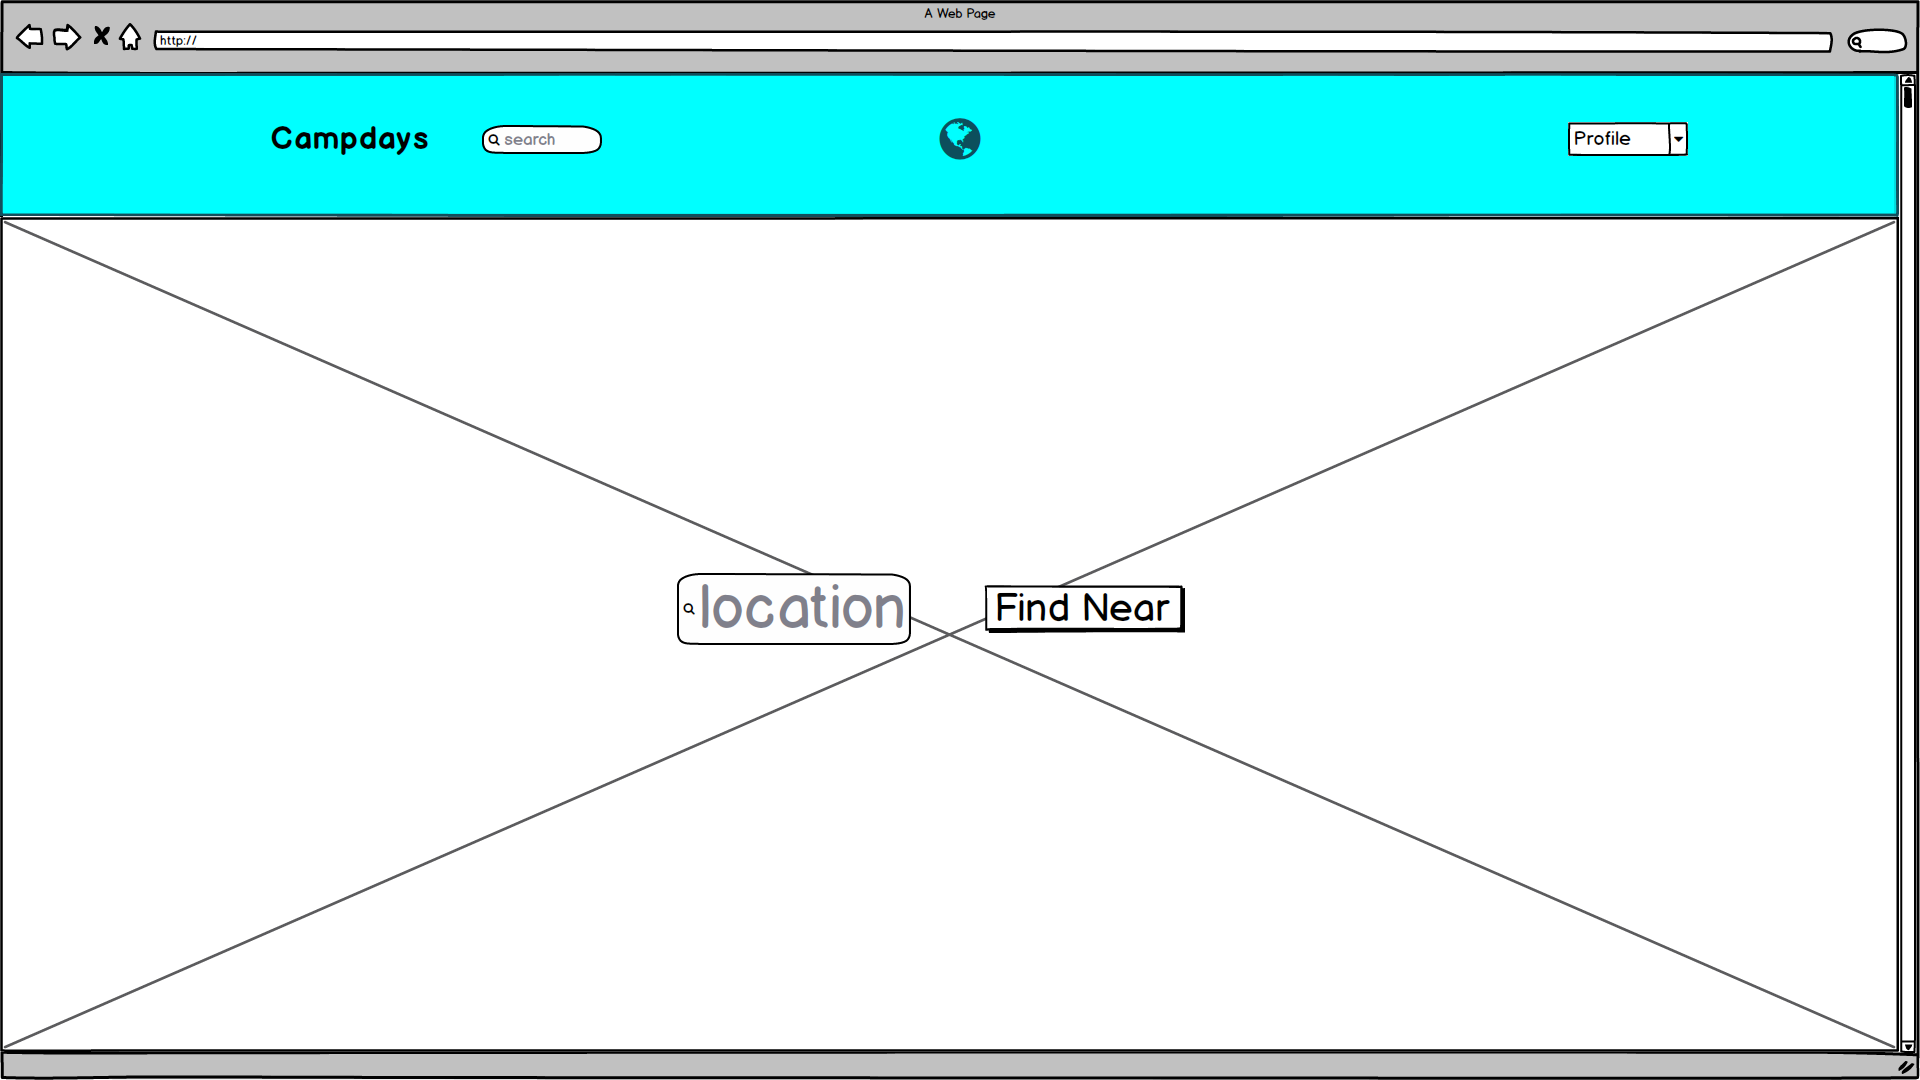 A Web Page
http://
Campdays
search
Profile
location
Find Near